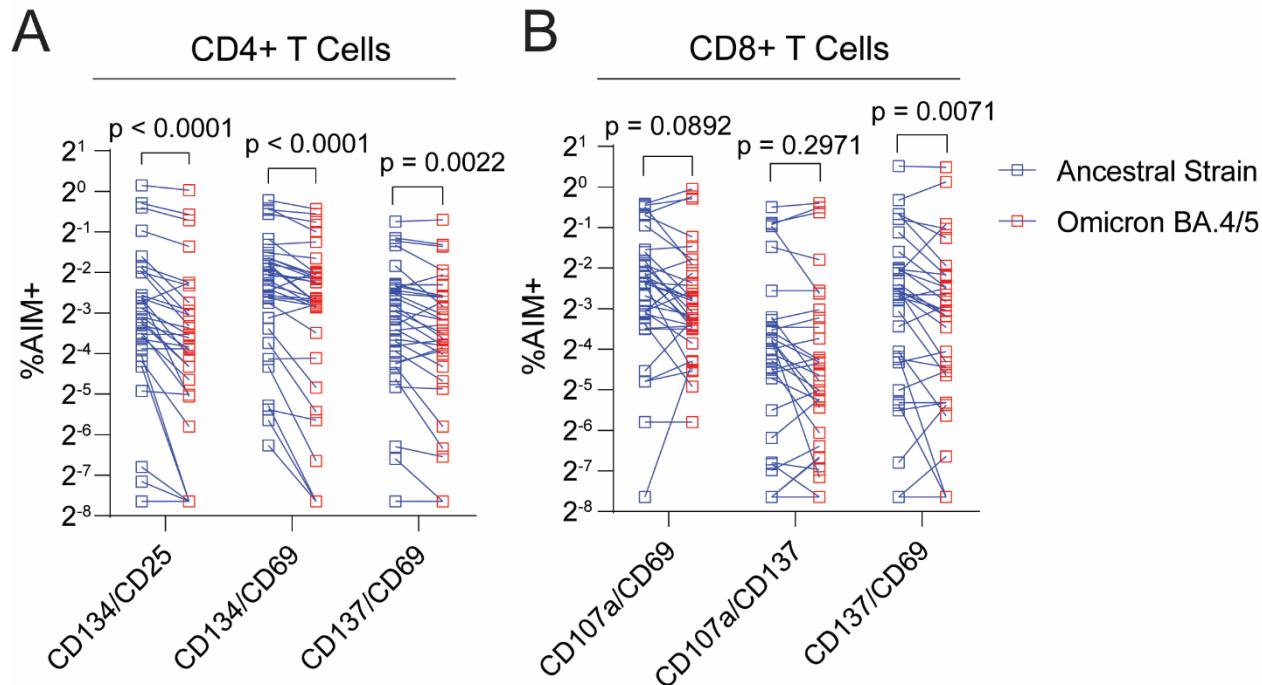 A
CD4+ T Cells
p < 0.0001
p < 0.0001
p = 0.0022
%AIM+
2¹
2⁰
2⁻¹
2⁻²
2⁻³
2⁻⁴
2⁻⁵
2⁻⁶
2⁻⁷
2⁻⁸
CD134/CD25
CD134/CD69
CD137/CD69
B
CD8+ T Cells
p = 0.0892
p = 0.2971
p = 0.0071
%AIM+
2¹
2⁰
2⁻¹
2⁻²
2⁻³
2⁻⁴
2⁻⁵
2⁻⁶
2⁻⁷
2⁻⁸
CD107a/CD69
CD107a/CD137
CD137/CD69
Ancestral Strain
Omicron BA.4/5